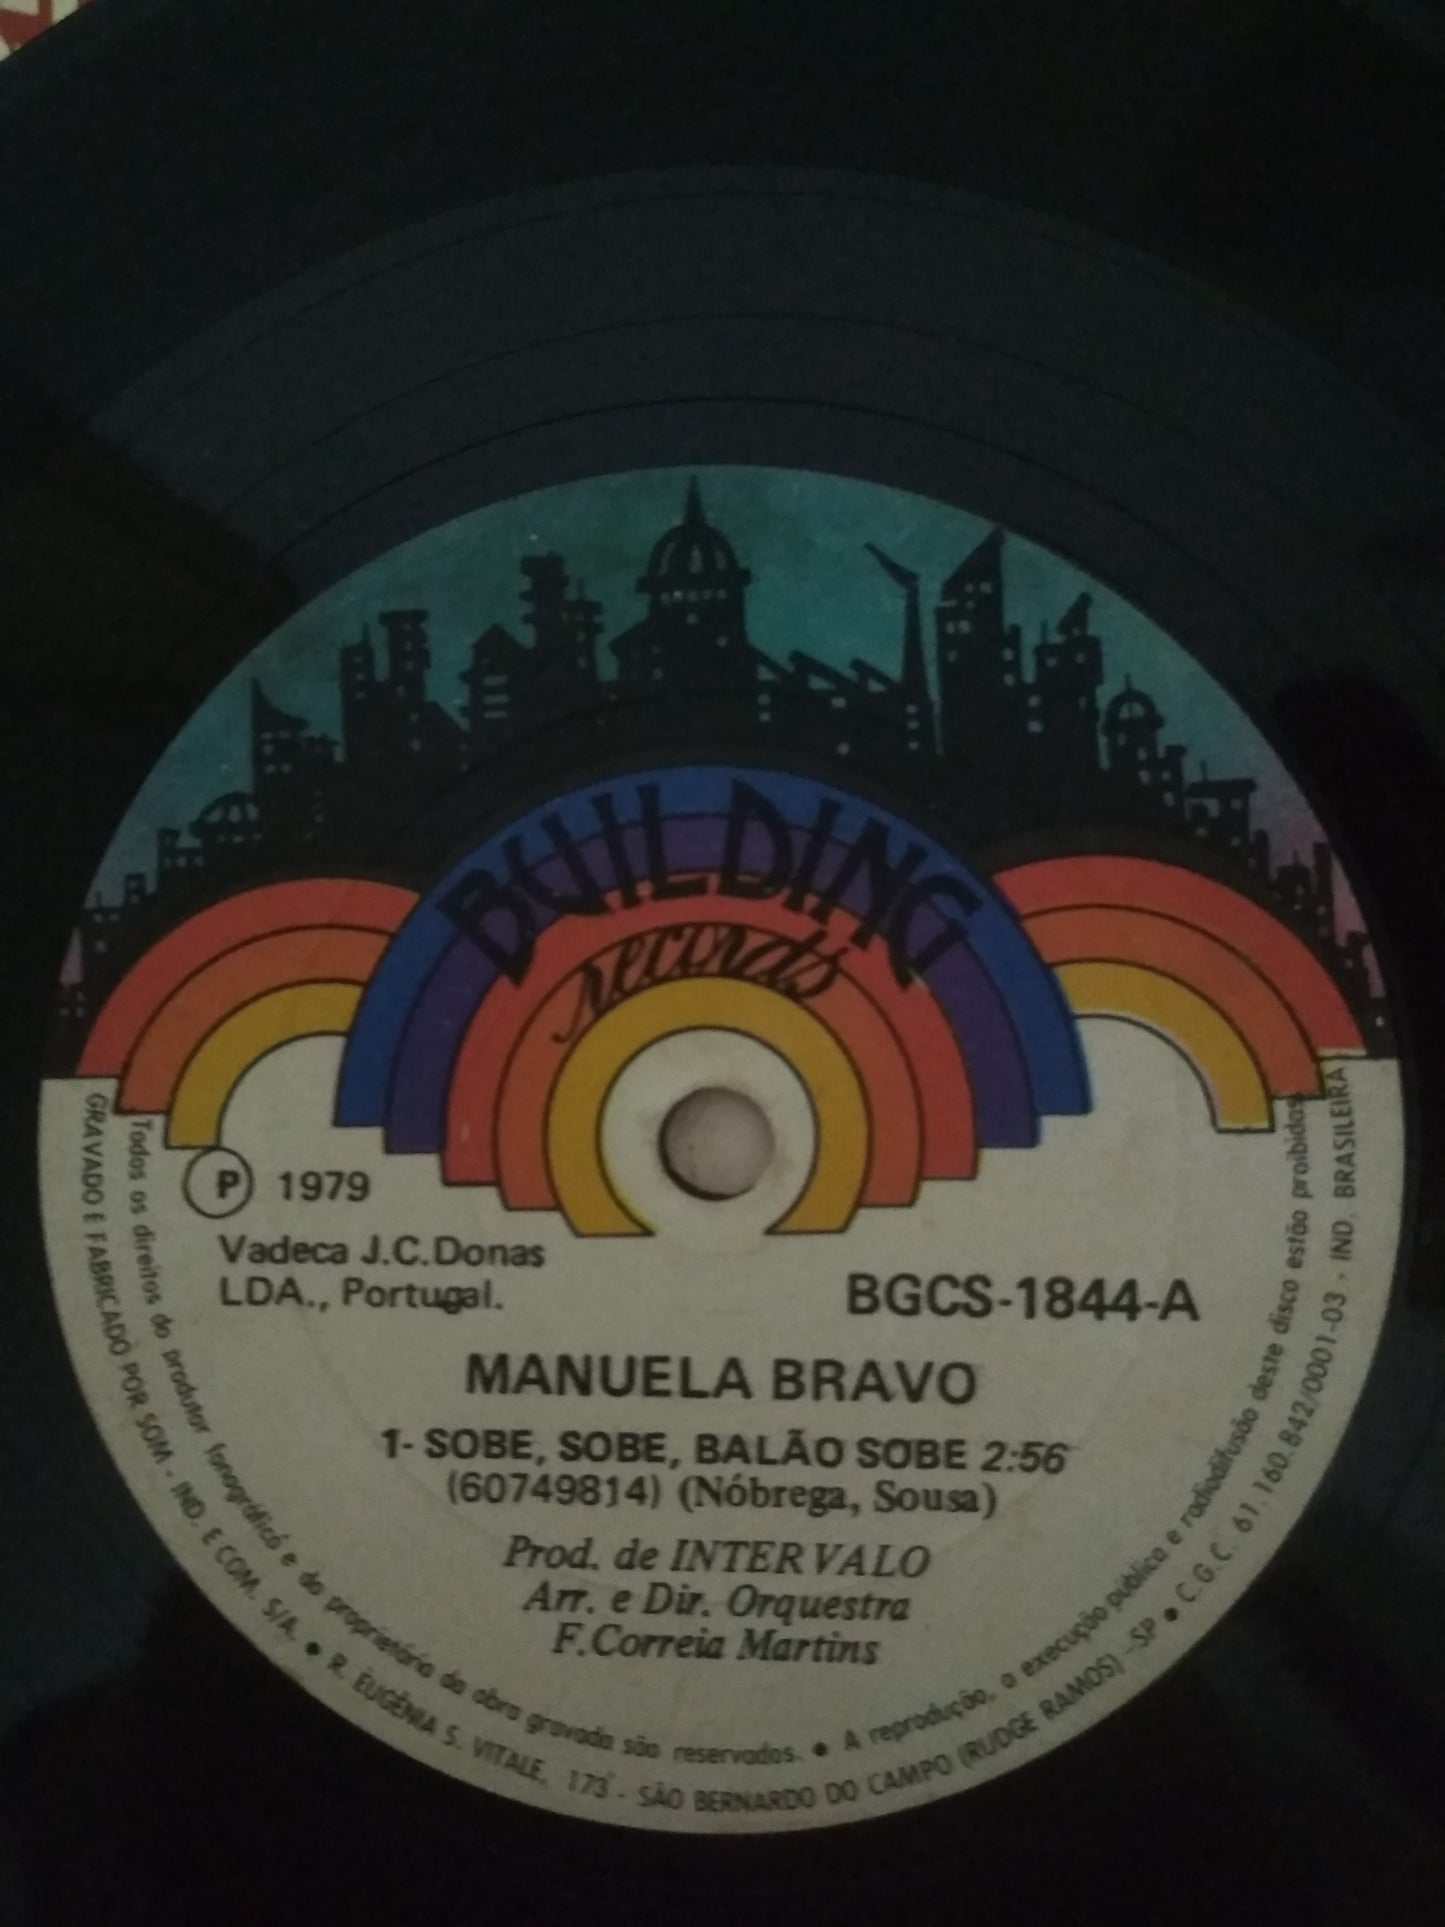 BUILDING
records
P 1979
Vadeca J.C.Donas
LDA., Portugal.
BGCS-1844-A
MANUELA BRAVO
1- SOBE, SOBE, BALÃO SOBE 2:56
(60749814) (Nóbrega, Sousa)
Prod. de INTERVALO
Arr. e Dir. Orquestra
F.Correia Martins
Todos os direitos do produtor fonográfico e do proprietário da obra gravada são reservados. ● A reprodução, a execução pública e radiodifusão deste disco estão proibidas
GRAVADO E FABRICADO POR SOM - IND. E COM. S/A. ● R. EUGÊNIA S. VITALE, 173 - SÃO BERNARDO DO CAMPO (RUDGE RAMOS) -SP ● C.G.C. 61.160.842/0001-03 - IND. BRASILEIRA